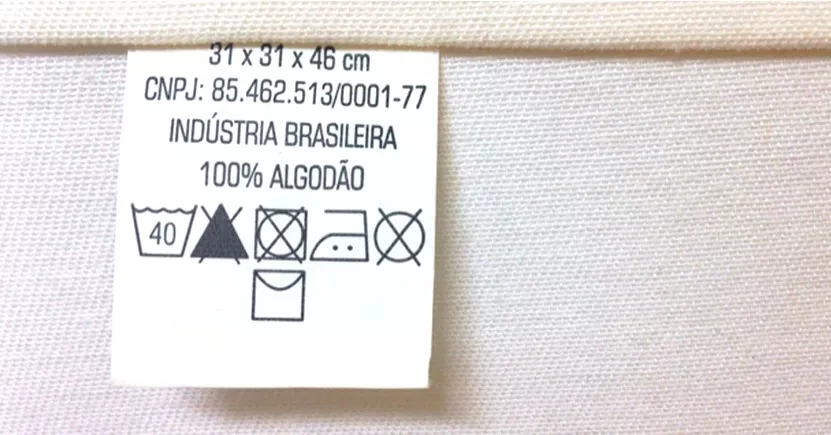 31 x 31 x 46 cm
CNPJ: 85.462.513/0001-77
INDÚSTRIA BRASILEIRA
100% ALGODÃO
40